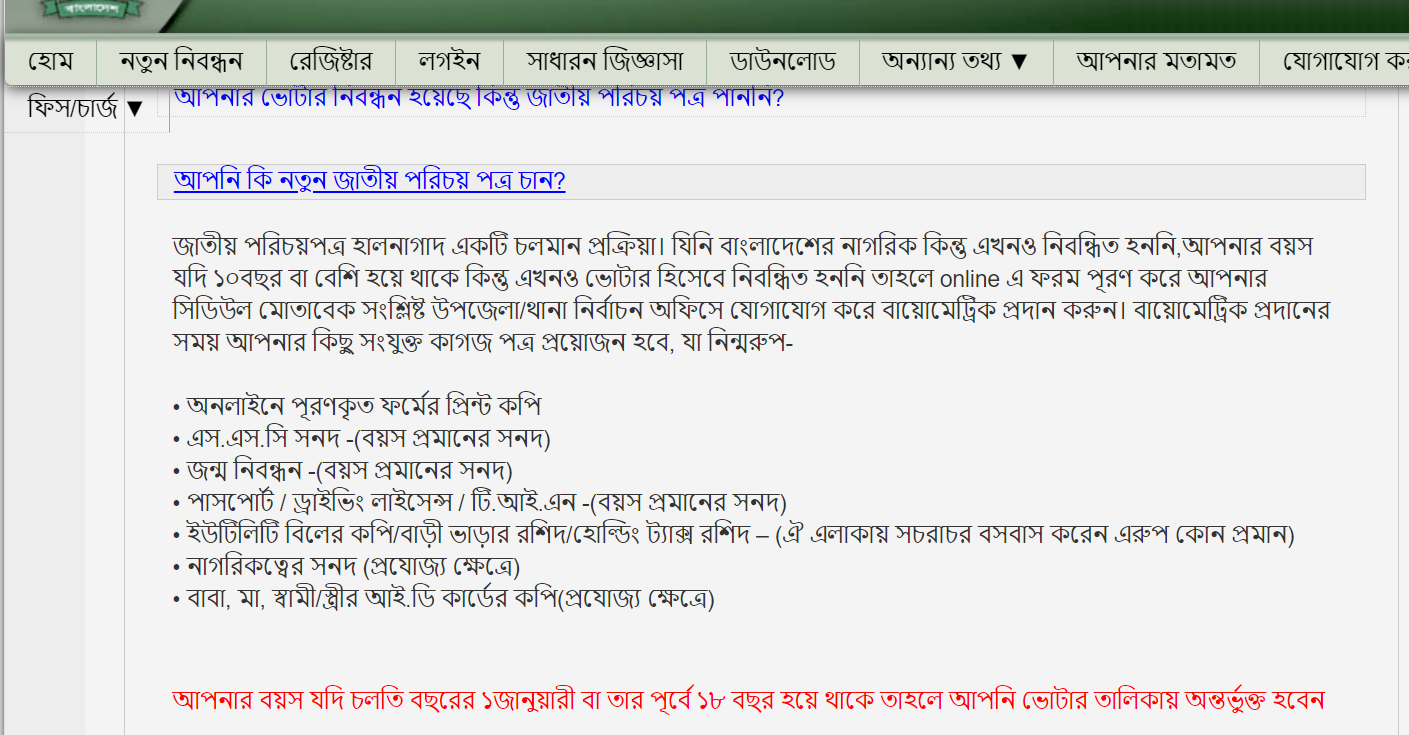 বাংলাদেশ
হোম নতুন নিবন্ধন রেজিষ্টার লগইন সাধারন জিজ্ঞাসা ডাউনলোড অন্যান্য তথ্য ▼ আপনার মতামত যোগাযোগ
ফিস/চার্জ ▼
আপনার ভোটার নিবন্ধন হয়েছে কিন্তু জাতীয় পরিচয় পত্র পাননি?
আপনি কি নতুন জাতীয় পরিচয় পত্র চান?
জাতীয় পরিচয়পত্র হালনাগাদ একটি চলমান প্রক্রিয়া। যিনি বাংলাদেশের নাগরিক কিন্তু এখনও নিবন্ধিত হননি,আপনার বয়স
যদি ১০বছর বা বেশি হয়ে থাকে কিন্তু এখনও ভোটার হিসেবে নিবন্ধিত হননি তাহলে online এ ফরম পূরণ করে আপনার
সিডিউল মোতাবেক সংশ্লিষ্ট উপজেলা/থানা নির্বাচন অফিসে যোগাযোগ করে বায়োমেট্রিক প্রদান করুন। বায়োমেট্রিক প্রদানের
সময় আপনার কিছু সংযুক্ত কাগজ পত্র প্রয়োজন হবে, যা নিন্মরুপ-
• অনলাইনে পূরণকৃত ফর্মের প্রিন্ট কপি
• এস.এস.সি সনদ -(বয়স প্রমানের সনদ)
• জন্ম নিবন্ধন -(বয়স প্রমানের সনদ)
• পাসপোর্ট / ড্রাইভিং লাইসেন্স / টি.আই.এন -(বয়স প্রমানের সনদ)
• ইউটিলিটি বিলের কপি/বাড়ী ভাড়ার রশিদ/হোল্ডিং ট্যাক্স রশিদ – (ঐ এলাকায় সচরাচর বসবাস করেন এরুপ কোন প্রমান)
• নাগরিকত্বের সনদ (প্রযোজ্য ক্ষেত্রে)
• বাবা, মা, স্বামী/স্ত্রীর আই.ডি কার্ডের কপি(প্রযোজ্য ক্ষেত্রে)
আপনার বয়স যদি চলতি বছরের ১জানুয়ারী বা তার পূর্বে ১৮ বছর হয়ে থাকে তাহলে আপনি ভোটার তালিকায় অন্তর্ভুক্ত হবেন